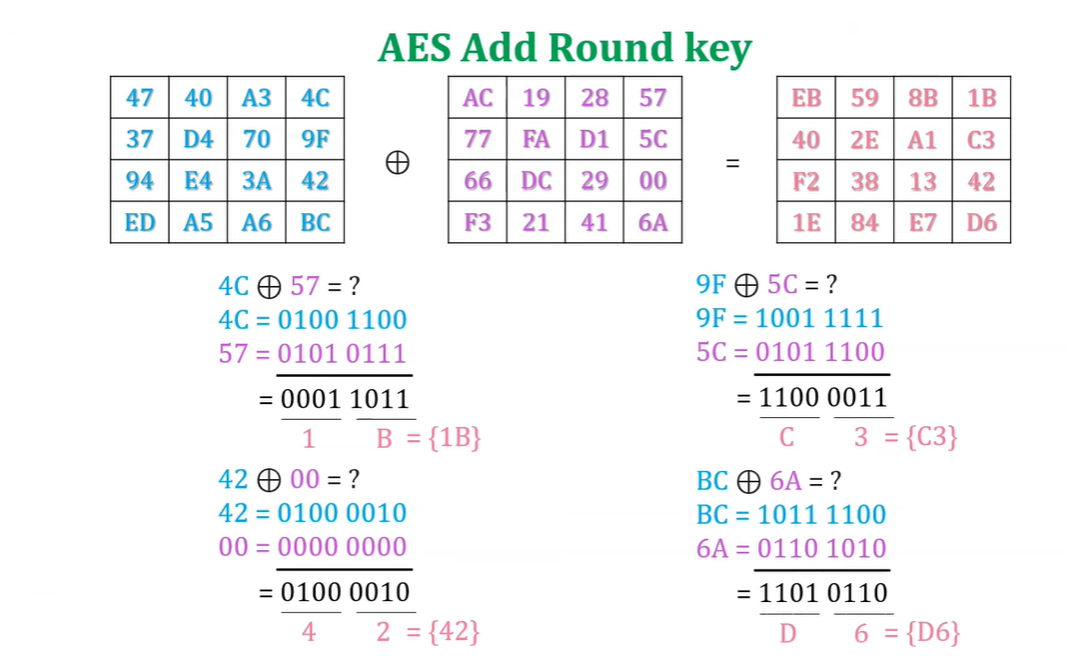 AES Add Round key
47 40 A3 4C AC 19 28 57 EB 59 8B 1B
37 D4 70 9F ⊕ 77 FA D1 5C = 40 2E A1 C3
94 E4 3A 42 66 DC 29 00 F2 38 13 42
ED A5 A6 BC F3 21 41 6A 1E 84 E7 D6
4C ⊕ 57 = ?
4C = 0100 1100
57 = 0101 0111
= 0001 1011
1 B = {1B}
9F ⊕ 5C = ?
9F = 1001 1111
5C = 0101 1100
= 1100 0011
C 3 = {C3}
42 ⊕ 00 = ?
42 = 0100 0010
00 = 0000 0000
= 0100 0010
4 2 = {42}
BC ⊕ 6A = ?
BC = 1011 1100
6A = 0110 1010
= 1101 0110
D 6 = {D6}